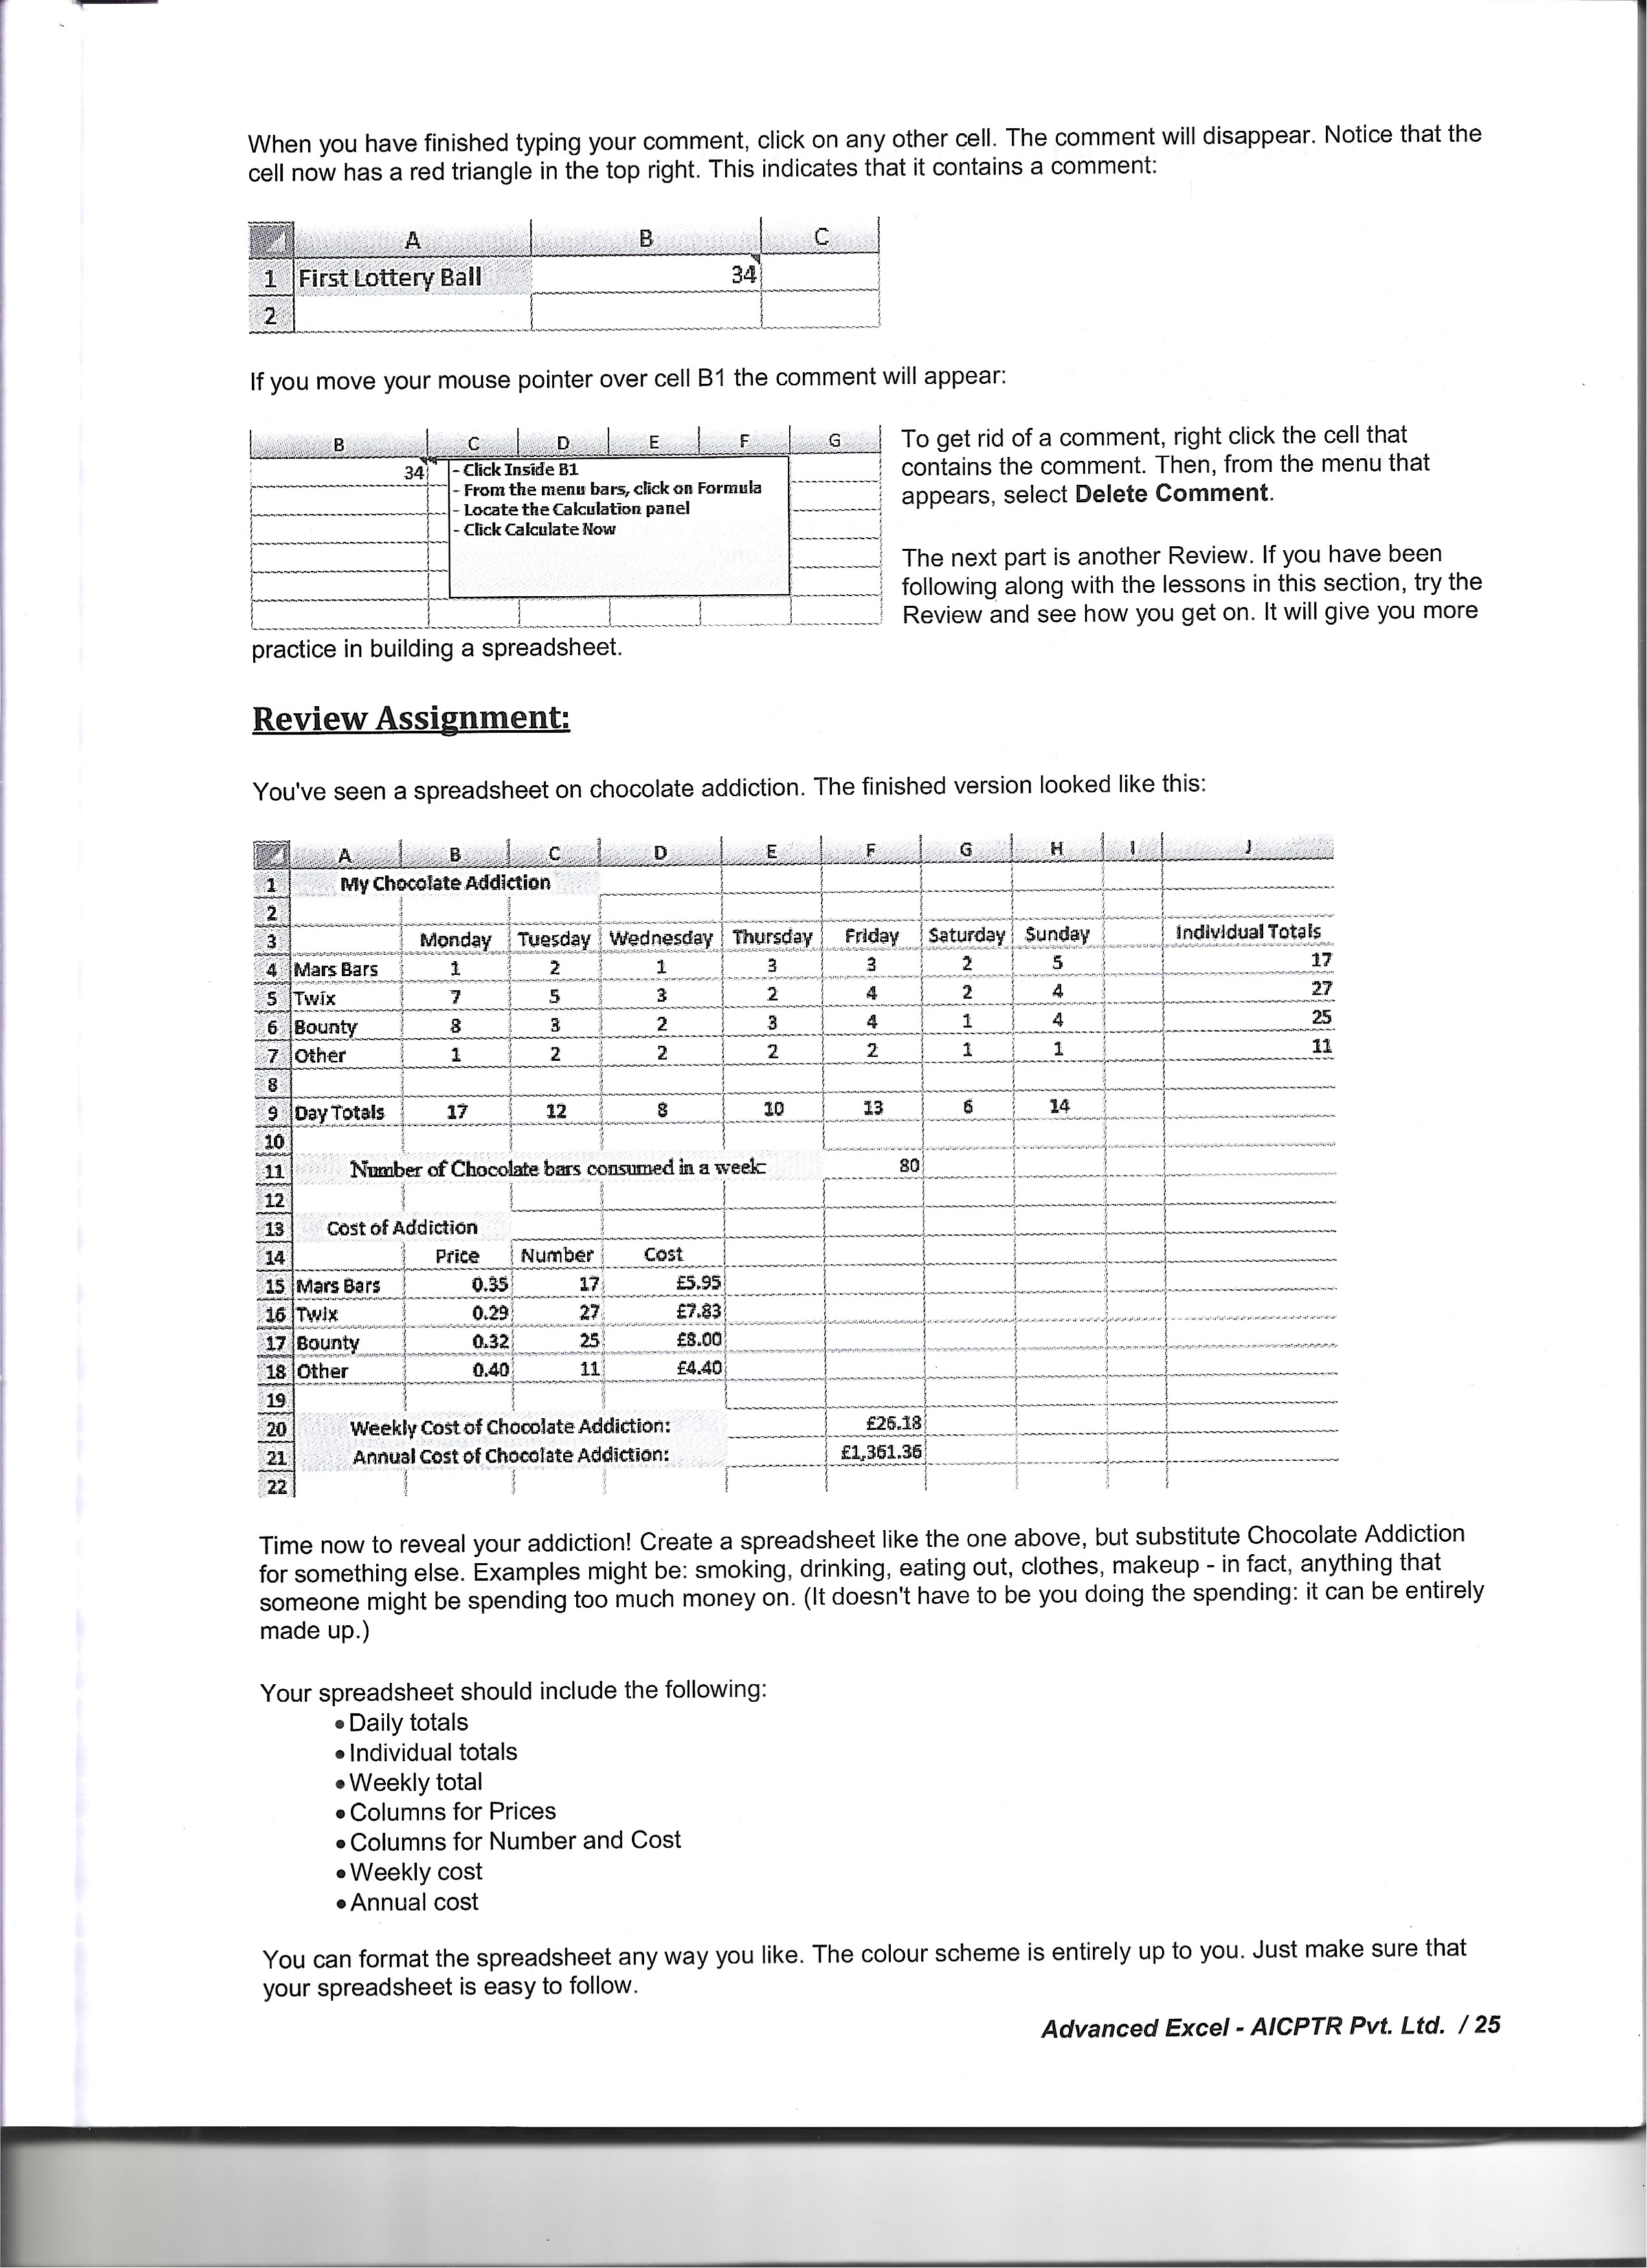 When you have finished typing your comment, click on any other cell. The comment will disappear. Notice that the
cell now has a red triangle in the top right. This indicates that it contains a comment:
A B C
1 First Lottery Ball 34
2
If you move your mouse pointer over cell B1 the comment will appear:
B C D E F G
34 - Click Inside B1
- From the menu bars, click on Formula
- Locate the Calculation panel
- Click Calculate Now
To get rid of a comment, right click the cell that
contains the comment. Then, from the menu that
appears, select Delete Comment.
The next part is another Review. If you have been
following along with the lessons in this section, try the
Review and see how you get on. It will give you more
practice in building a spreadsheet.
Review Assignment:
You've seen a spreadsheet on chocolate addiction. The finished version looked like this:
A B C D E F G H I J
1 My Chocolate Addiction
2
3 Monday Tuesday Wednesday Thursday Friday Saturday Sunday Individual Totals
4 Mars Bars 1 2 1 3 3 2 5 17
5 Twix 7 5 3 2 4 2 4 27
6 Bounty 8 3 2 3 4 1 4 25
7 Other 1 2 2 2 2 1 1 11
8
9 Day Totals 17 12 8 10 13 6 14
10
11 Number of Chocolate bars consumed in a week: 80
12
13 Cost of Addiction
14 Price Number Cost
15 Mars Bars 0.35 17 £5.95
16 Twix 0.29 27 £7.83
17 Bounty 0.32 25 £8.00
18 Other 0.40 11 £4.40
19
20 Weekly Cost of Chocolate Addiction: £26.18
21 Annual Cost of Chocolate Addiction: £1,361.36
22
Time now to reveal your addiction! Create a spreadsheet like the one above, but substitute Chocolate Addiction
for something else. Examples might be: smoking, drinking, eating out, clothes, makeup - in fact, anything that
someone might be spending too much money on. (It doesn't have to be you doing the spending: it can be entirely
made up.)
Your spreadsheet should include the following:
• Daily totals
• Individual totals
• Weekly total
• Columns for Prices
• Columns for Number and Cost
• Weekly cost
• Annual cost
You can format the spreadsheet any way you like. The colour scheme is entirely up to you. Just make sure that
your spreadsheet is easy to follow.
Advanced Excel - AICPTR Pvt. Ltd. / 25